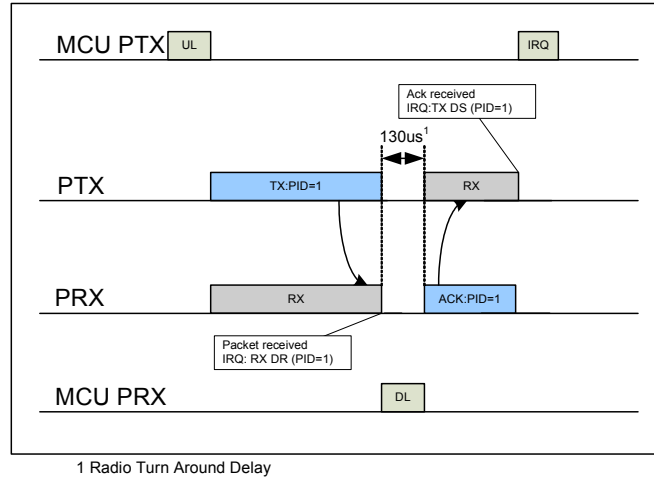 MCU PTX
UL
IRQ
Ack received
IRQ:TX DS (PID=1)
130us1
PTX
TX:PID=1
RX
PRX
RX
ACK:PID=1
Packet received
IRQ: RX DR (PID=1)
MCU PRX
DL
1 Radio Turn Around Delay